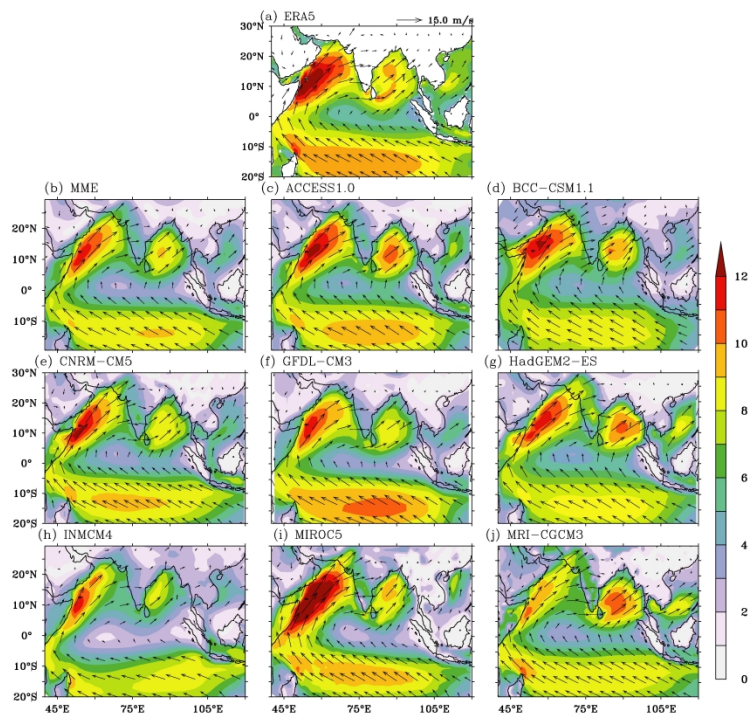 (a) ERA5 15.0 m/s
30°N
20°N
10°N
0°
10°S
20°S
(b) MME (c) ACCESS1.0 (d) BCC−CSM1.1
20°N
10°N
0°
10°S
(e) CNRM−CM5 (f) GFDL−CM3 (g) HadGEM2−ES
30°N
20°N
10°N
0°
10°S
20°S
(h) INMCM4 (i) MIROC5 (j) MRI−CGCM3
20°N
10°N
0°
10°S
20°S
45°E 75°E 105°E 45°E 75°E 105°E 45°E 75°E 105°E
12
10
8
6
4
2
0